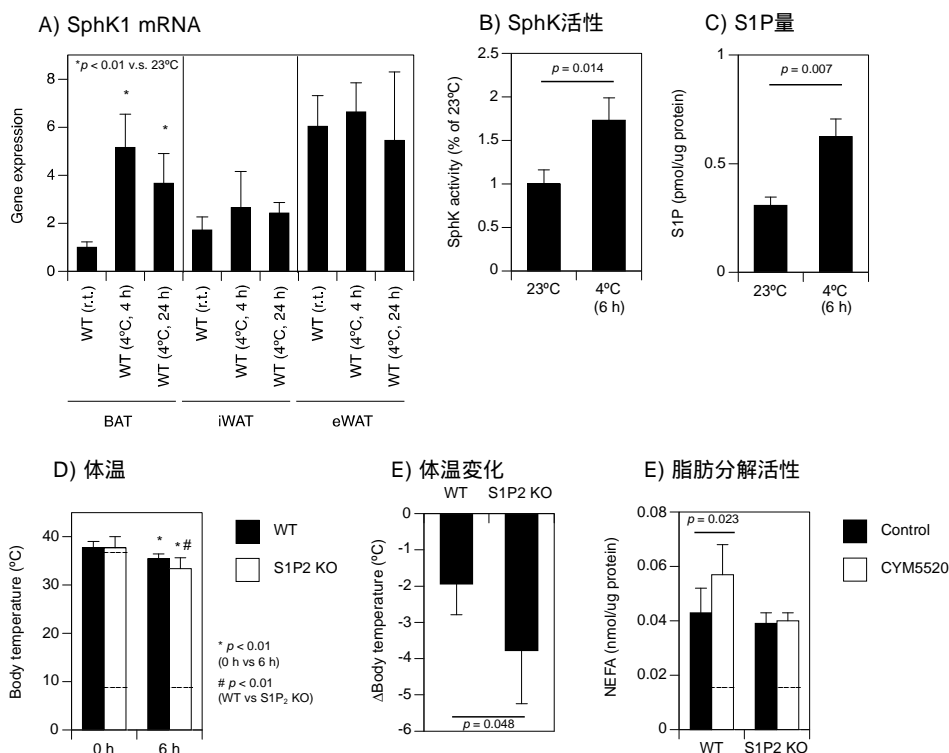 A) SphK1 mRNA
*p < 0.01 v.s. 23ºC
Gene expression
8
6
4
2
0
*
*
WT (r.t.)
WT (4ºC, 4 h)
WT (4ºC, 24 h)
WT (r.t.)
WT (4ºC, 4 h)
WT (4ºC, 24 h)
WT (r.t.)
WT (4ºC, 4 h)
WT (4ºC, 24 h)
BAT
iWAT
eWAT
B) SphK活性
SphK activity (% of 23ºC)
2.5
2
1.5
1
0.5
0
p = 0.014
23ºC
4ºC
(6 h)
C) S1P量
S1P (pmol/ug protein)
1
0.5
0
p = 0.007
23ºC
4ºC
(6 h)
D) 体温
Body temperature (ºC)
40
30
20
10
0
*
*#
0 h
6 h
WT
S1P2 KO
* p < 0.01
(0 h vs 6 h)
# p < 0.01
(WT vs S1P₂ KO)
E) 体温変化
WT
S1P2 KO
ΔBody temperature (ºC)
0
-1
-2
-3
-4
-5
-6
p = 0.048
E) 脂肪分解活性
NEFA (nmol/ug protein)
0.08
0.06
0.04
0.02
0
p = 0.023
WT
S1P2 KO
Control
CYM5520